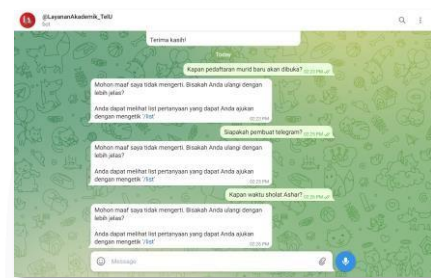 @LayananAkademik_TelU
bot
Terima kasih!
Kapan pedaftaran murid baru akan dibuka?
Mohon maaf saya tidak mengerti. Bisakah Anda ulangi dengan
lebih jelas?
Anda dapat melihat list pertanyaan yang dapat Anda ajukan
dengan mengetik '/list'
Siapakah pembuat telegram?
Mohon maaf saya tidak mengerti. Bisakah Anda ulangi dengan
lebih jelas?
Anda dapat melihat list pertanyaan yang dapat Anda ajukan
dengan mengetik '/list'
Kapan waktu sholat Ashar?
Mohon maaf saya tidak mengerti. Bisakah Anda ulangi dengan
lebih jelas?
Anda dapat melihat list pertanyaan yang dapat Anda ajukan
dengan mengetik '/list'
Message